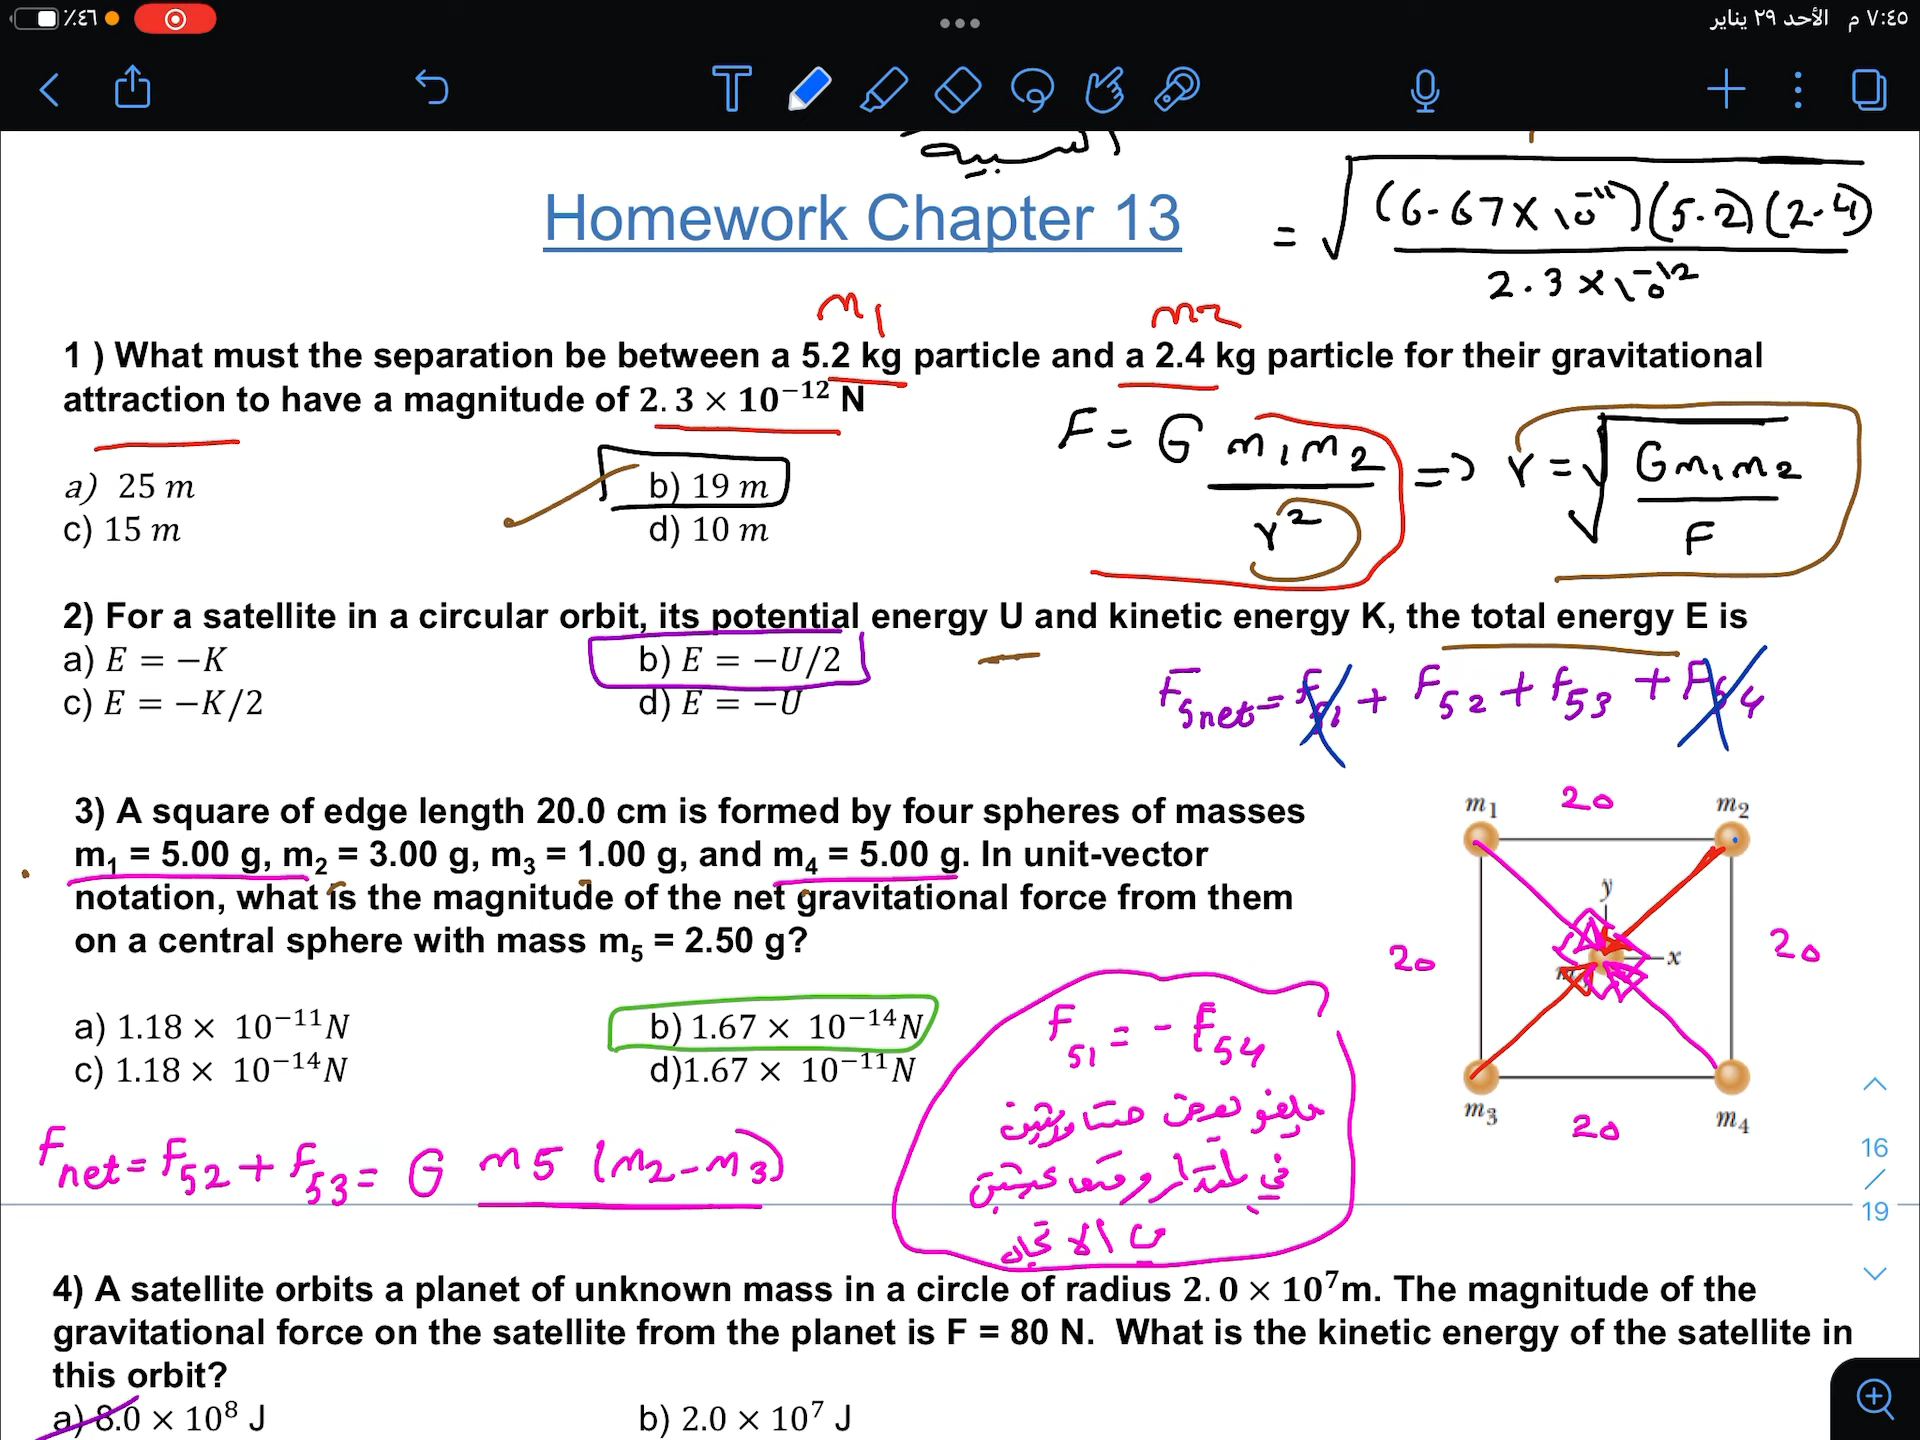 ٪٤٦
٧:٤٥ م الأحد ٢٩ يناير
النسبية
Homework Chapter 13
= √ (6.67 × 10⁻¹¹)(5.2)(2.4) / 2.3 × 10⁻¹²
m1 m2
1 ) What must the separation be between a 5.2 kg particle and a 2.4 kg particle for their gravitational
attraction to have a magnitude of 2.3 × 10⁻¹² N
F = G m1m2 / r² => r = √ Gm1m2 / F
a) 25 m b) 19 m
c) 15 m d) 10 m
2) For a satellite in a circular orbit, its potential energy U and kinetic energy K, the total energy E is
a) E = −K b) E = −U/2
c) E = −K/2 d) E = −U
F5net = F51 + F52 + F53 + F54
3) A square of edge length 20.0 cm is formed by four spheres of masses
m₁ = 5.00 g, m₂ = 3.00 g, m₃ = 1.00 g, and m₄ = 5.00 g. In unit-vector
notation, what is the magnitude of the net gravitational force from them
on a central sphere with mass m₅ = 2.50 g?
m1 20 m2
y
20 x 20
m3 20 m4
a) 1.18 × 10⁻¹¹N b) 1.67 × 10⁻¹⁴N
c) 1.18 × 10⁻¹⁴N d)1.67 × 10⁻¹¹N
F51 = - F54
في الاتجاه
Fnet = F52 + F53 = G m5 (m2 - m3)
16
/
19
4) A satellite orbits a planet of unknown mass in a circle of radius 2.0 × 10⁷m. The magnitude of the
gravitational force on the satellite from the planet is F = 80 N. What is the kinetic energy of the satellite in
this orbit?
a) 8.0 × 10⁸ J b) 2.0 × 10⁷ J